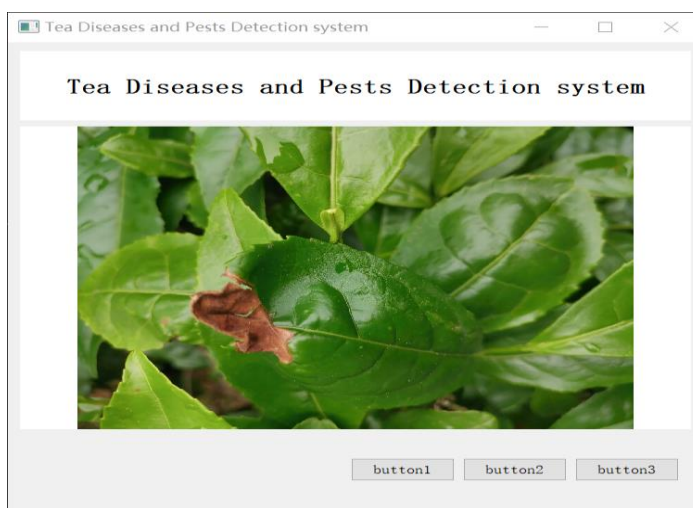 Tea Diseases and Pests Detection system
Tea Diseases and Pests Detection system
button1 button2 button3